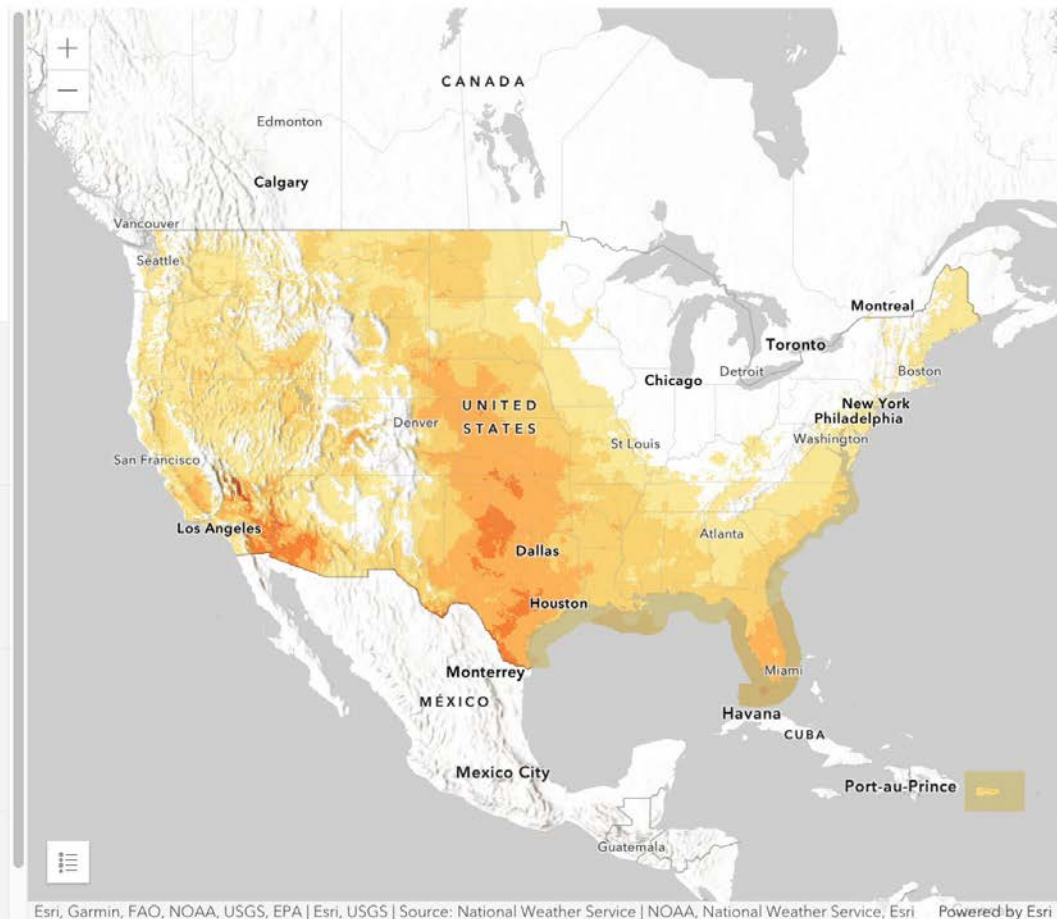 +
CANADA
−
Edmonton
Calgary
Vancouver
Seattle
Montreal
Toronto
Boston
Detroit
Chicago
New York
UNITED
STATES
Philadelphia
Denver
Washington
St Louis
San Francisco
Los Angeles
Atlanta
Dallas
Houston
Monterrey
Miami
MÉXICO
Havana
CUBA
Mexico City
Port-au-Prince
Guatemala
Esri, Garmin, FAO, NOAA, USGS, EPA | Esri, USGS | Source: National Weather Service | NOAA, National Weather Service, Esri Powered by Esri